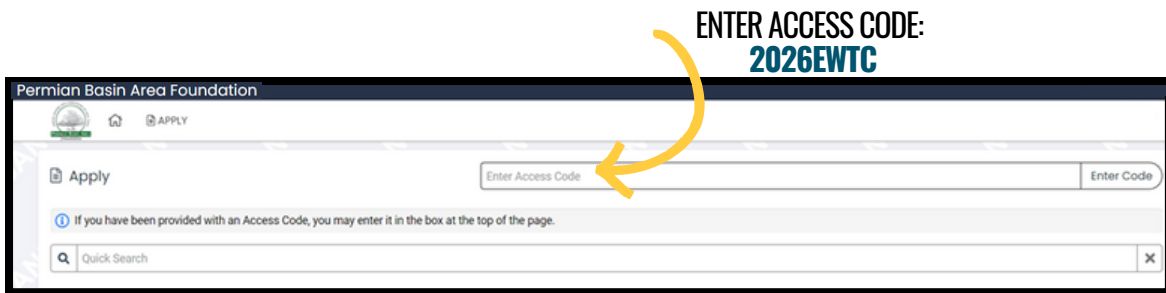 ENTER ACCESS CODE:
2026EWTC
Permian Basin Area Foundation
APPLY
Apply
Enter Access Code
Enter Code
If you have been provided with an Access Code, you may enter it in the box at the top of the page.
Quick Search